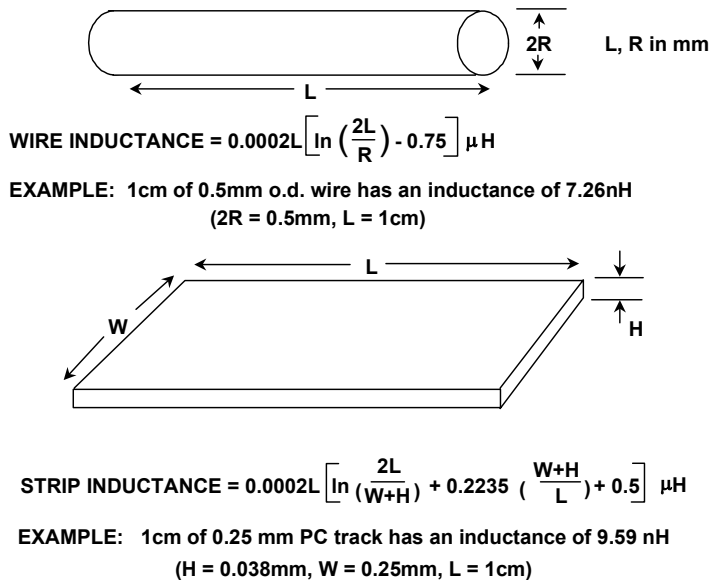 2R
L, R in mm
L
WIRE INDUCTANCE = 0.0002L [ln (2L/R) - 0.75] μH
EXAMPLE: 1cm of 0.5mm o.d. wire has an inductance of 7.26nH
(2R = 0.5mm, L = 1cm)
L
W
H
STRIP INDUCTANCE = 0.0002L [ln (2L/W+H) + 0.2235 (W+H/L) + 0.5] μH
EXAMPLE: 1cm of 0.25 mm PC track has an inductance of 9.59 nH
(H = 0.038mm, W = 0.25mm, L = 1cm)